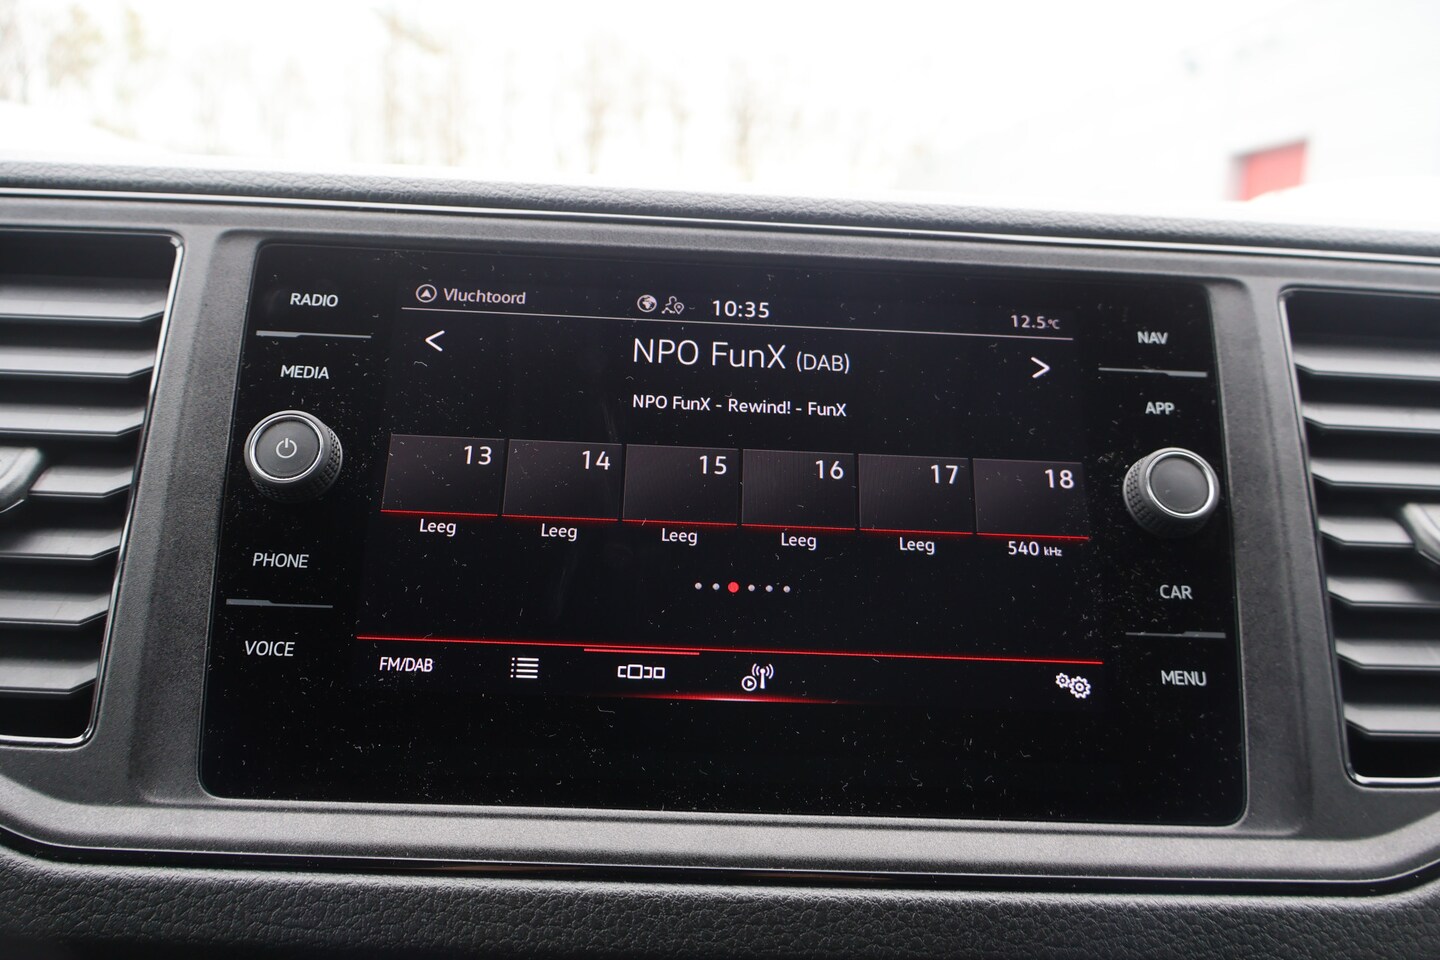 RADIO
MEDIA
PHONE
VOICE
Vluchtoord
10:35
12.5°C
< NPO FunX (DAB) >
NPO FunX - Rewind! - FunX
13 14 15 16 17 18
Leeg Leeg Leeg Leeg Leeg 540 kHz
FM/DAB
NAV
APP
CAR
MENU